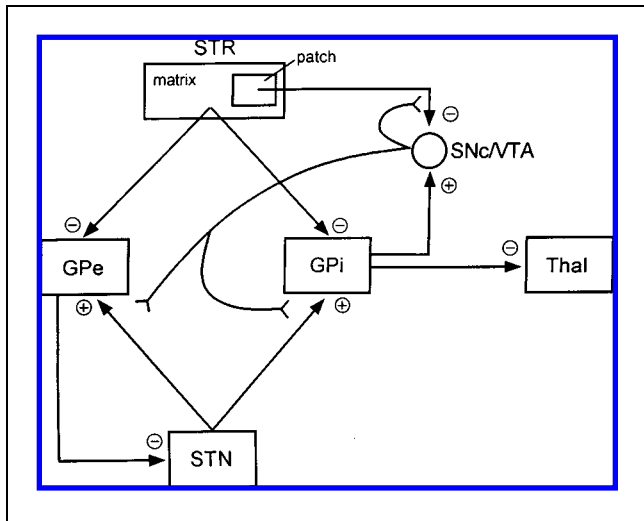 STR
patch
matrix
⊖
SNc/VTA
⊕
⊖
⊖
⊖
GPe
GPi
Thal
⊕
⊕
⊖
STN